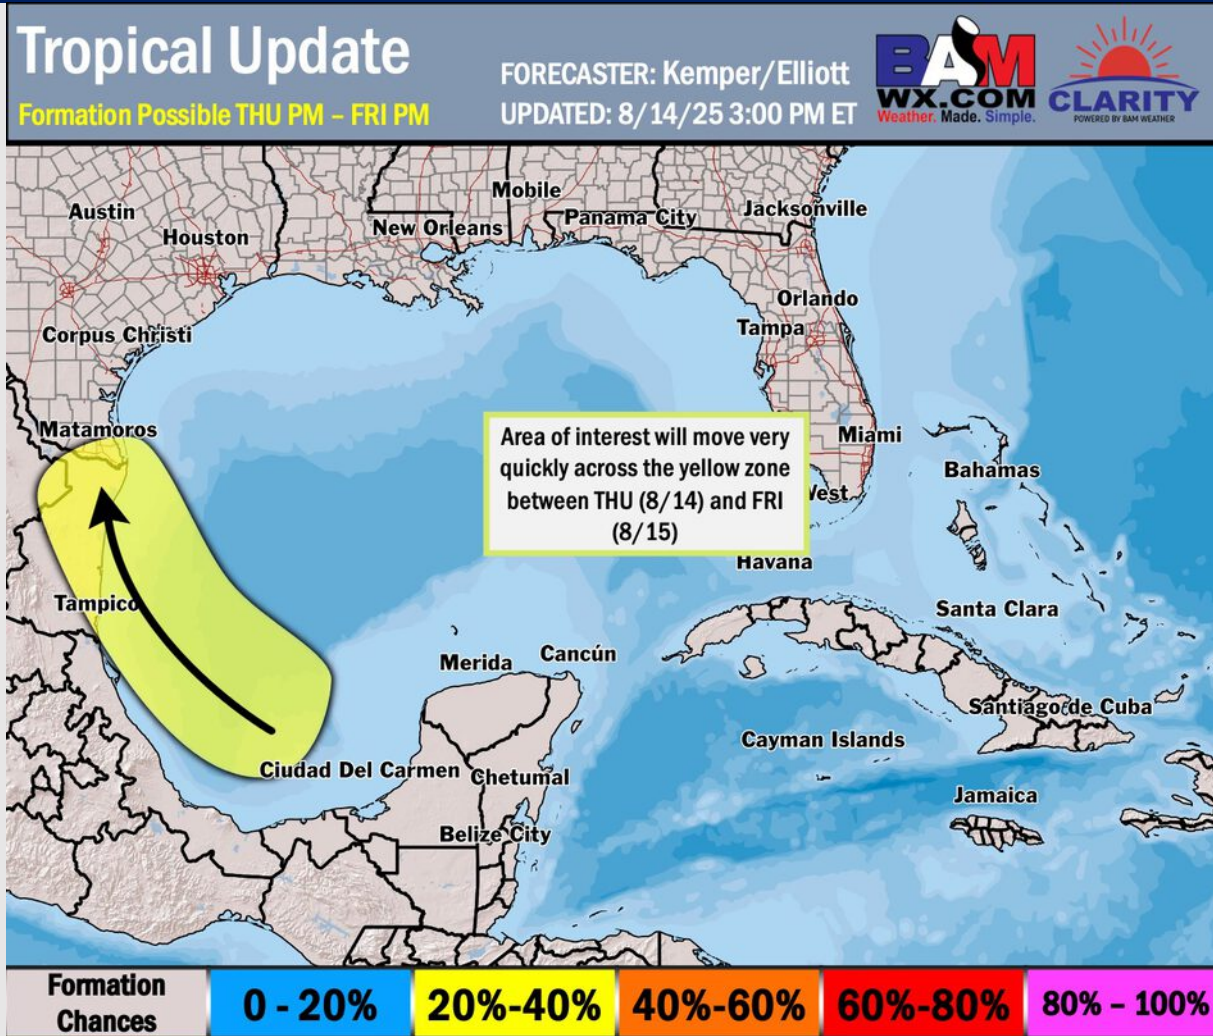 Tropical Update
Formation Possible THU PM – FRI PM
FORECASTER: Kemper/Elliott
UPDATED: 8/14/25 3:00 PM ET
BAM
WX.COM
Weather. Made. Simple.
CLARITY
POWERED BY BAM WEATHER
Mobile
Austin
Panama City
Jacksonville
New Orleans
Houston
Orlando
Tampa
Corpus Christi
Matamoros
Miami
Area of interest will move very
quickly across the yellow zone
between THU (8/14) and FRI
(8/15)
Bahamas
West
Havana
Tampico
Santa Clara
Merida
Cancún
Santiago de Cuba
Cayman Islands
Ciudad Del Carmen
Chetumal
Jamaica
Belize City
Formation
Chances
0 - 20%
20%-40%
40%-60%
60%-80%
80% – 100%